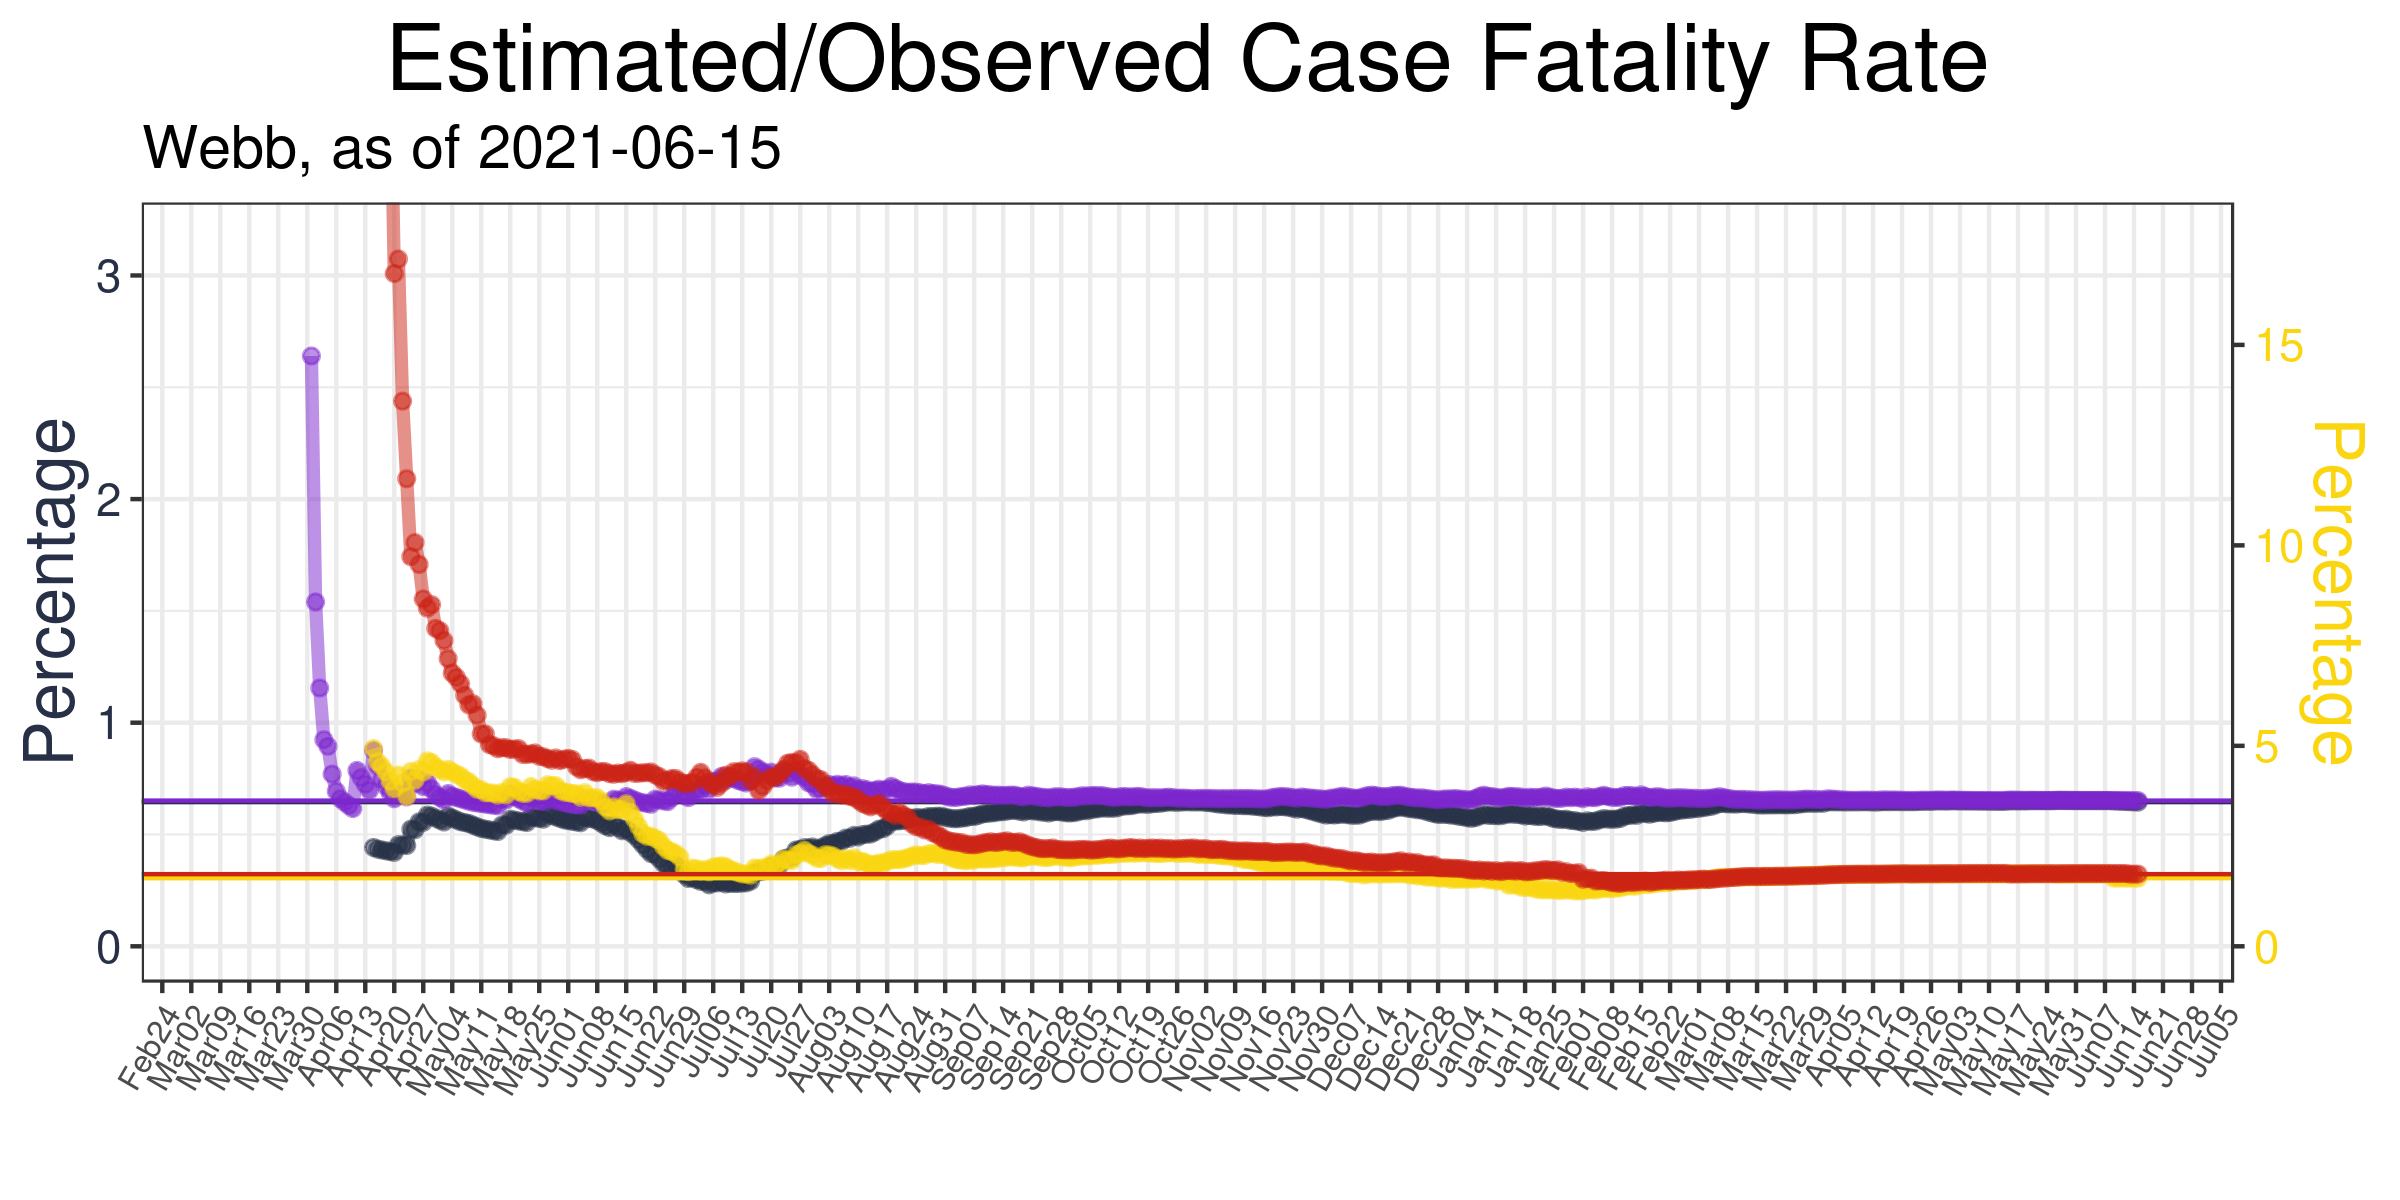 Estimated/Observed Case Fatality Rate
Webb, as of 2021-06-15
Percentage
3
2
1
0
15
10
5
0
Percentage
Feb24
Mar02
Mar09
Mar16
Mar23
Mar30
Apr06
Apr13
Apr20
Apr27
May04
May11
May18
May25
Jun01
Jun08
Jun15
Jun22
Jun29
Jul06
Jul13
Jul20
Jul27
Aug03
Aug10
Aug17
Aug24
Aug31
Sep07
Sep14
Sep21
Sep28
Oct05
Oct12
Oct19
Oct26
Nov02
Nov09
Nov16
Nov23
Nov30
Dec07
Dec14
Dec21
Dec28
Jan04
Jan11
Jan18
Jan25
Feb01
Feb08
Feb15
Feb22
Mar01
Mar08
Mar15
Mar22
Mar29
Apr05
Apr12
Apr19
Apr26
May03
May10
May17
May24
May31
Jun07
Jun14
Jun21
Jun28
Jul05